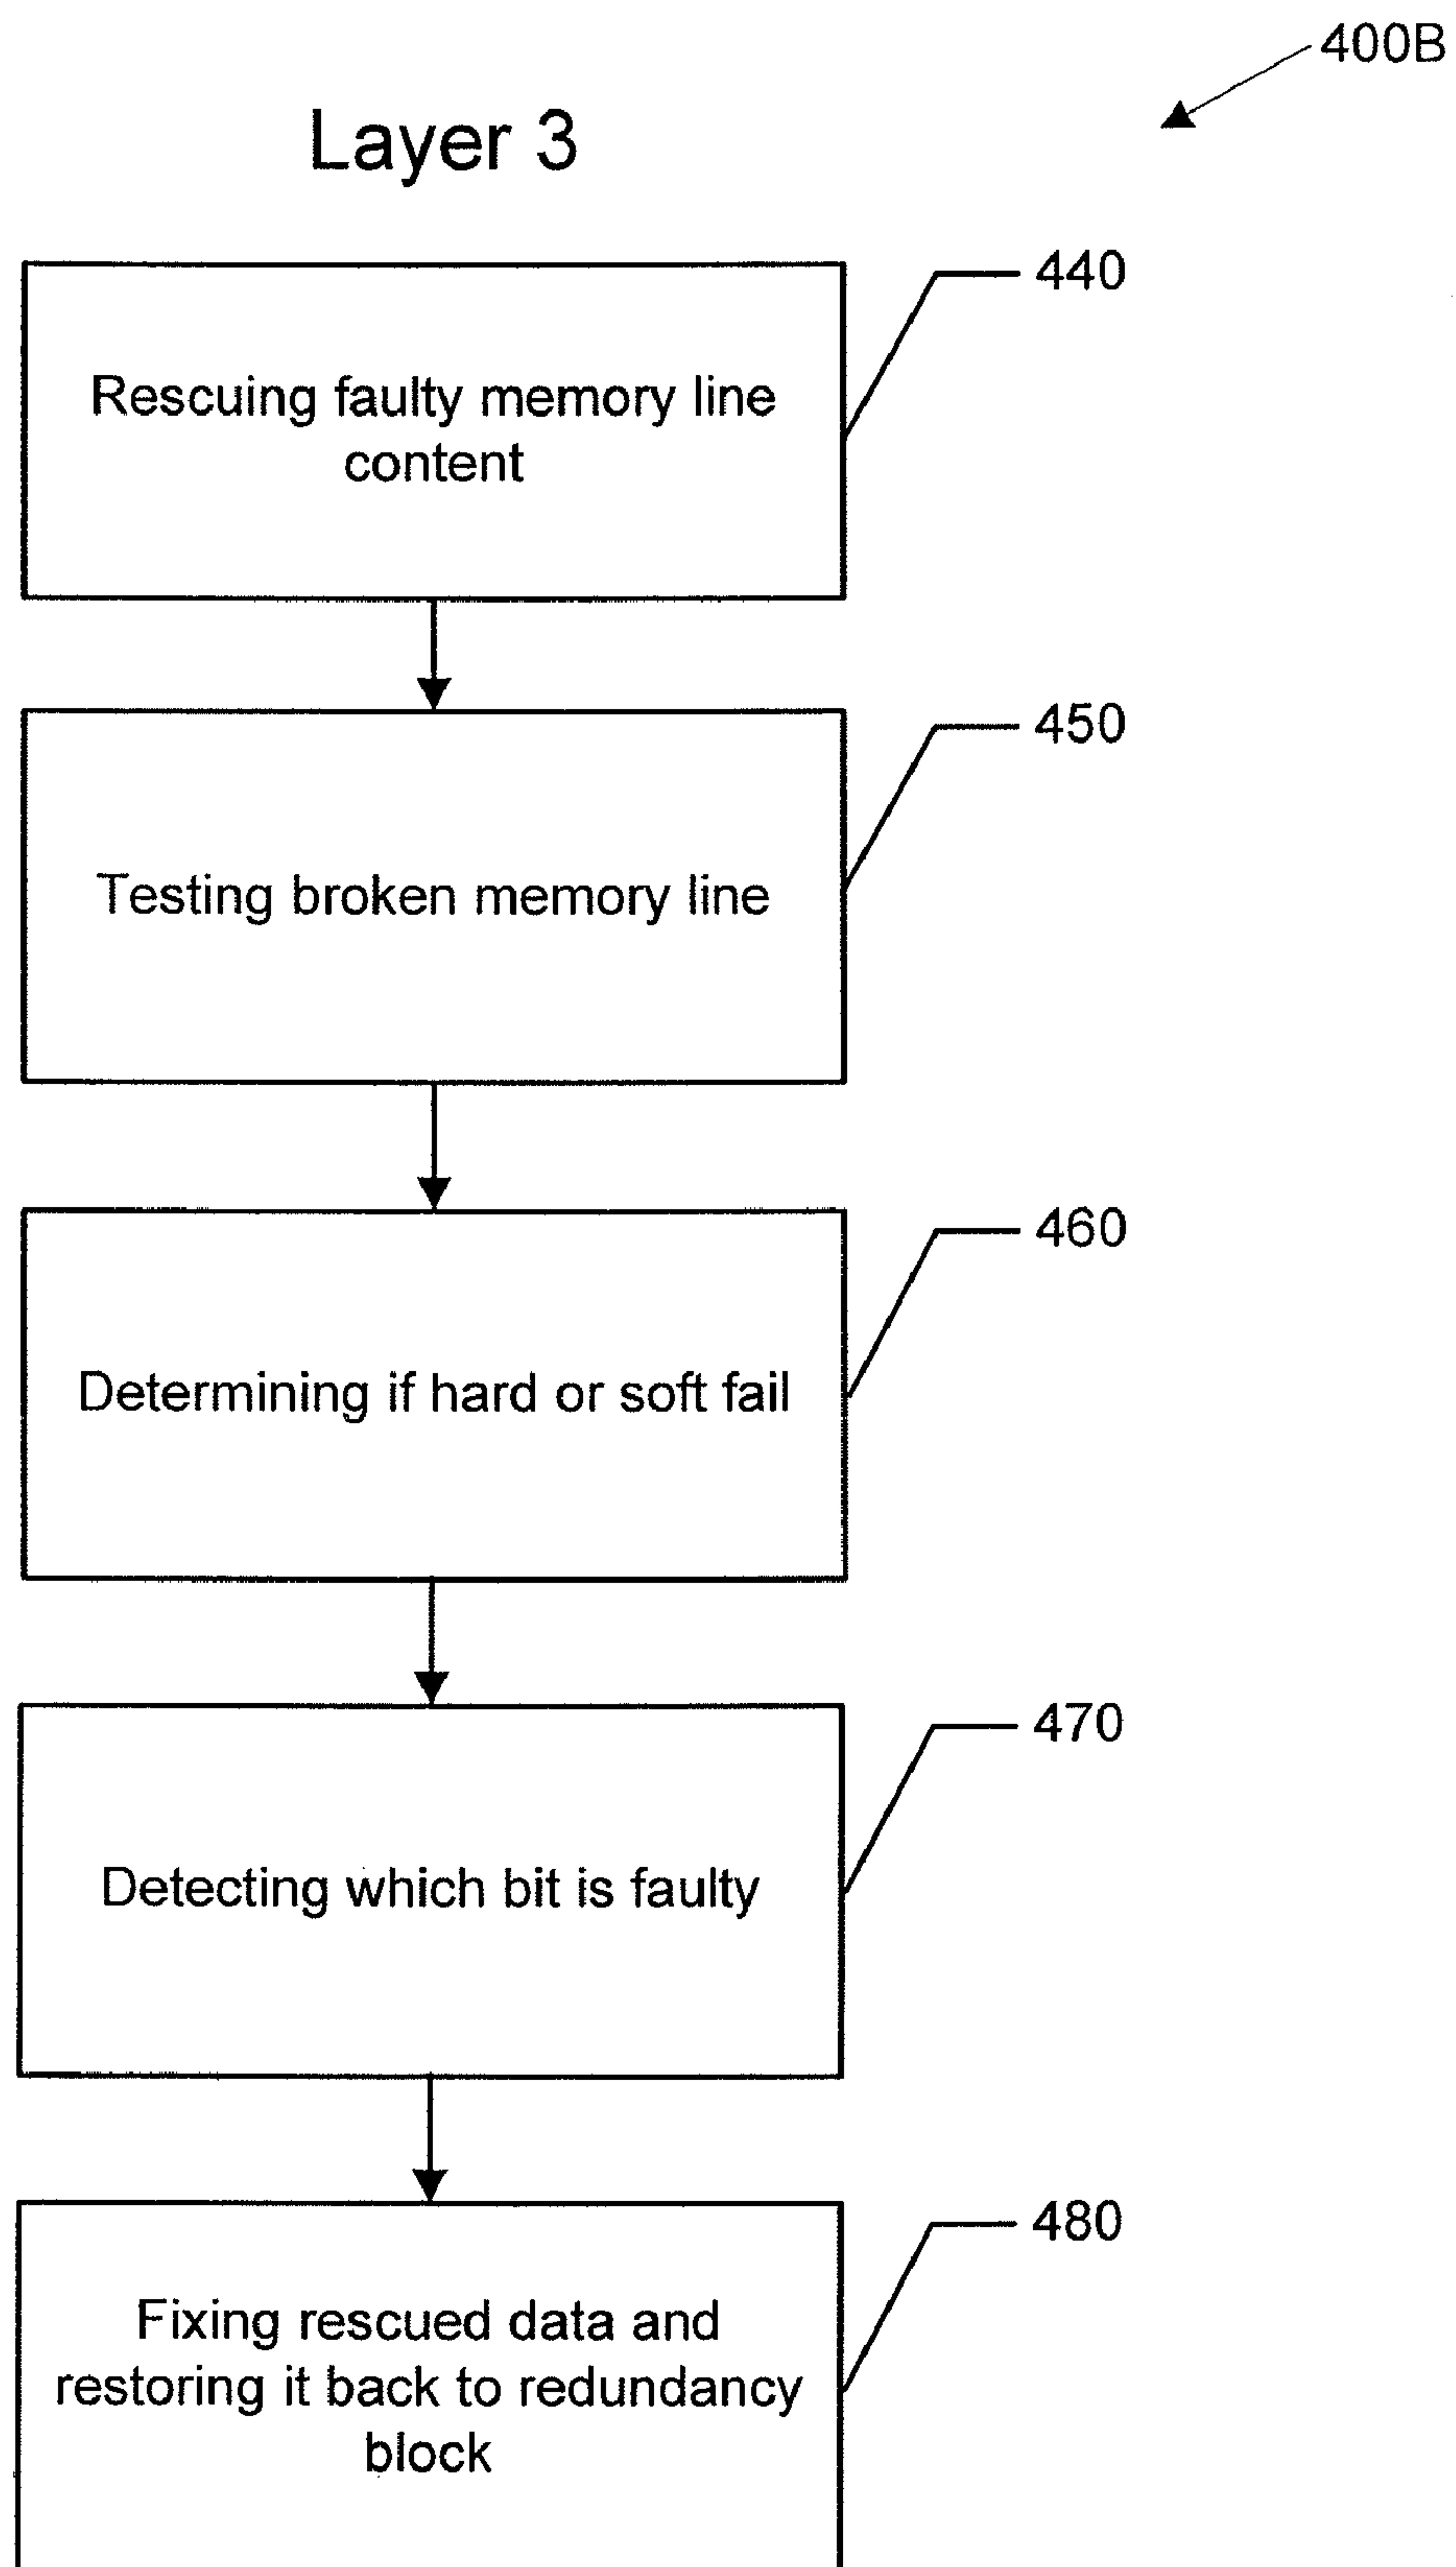 400B
Layer 3
440
Rescuing faulty memory line
content
450
Testing broken memory line
460
Determining if hard or soft fail
470
Detecting which bit is faulty
480
Fixing rescued data and
restoring it back to redundancy
block